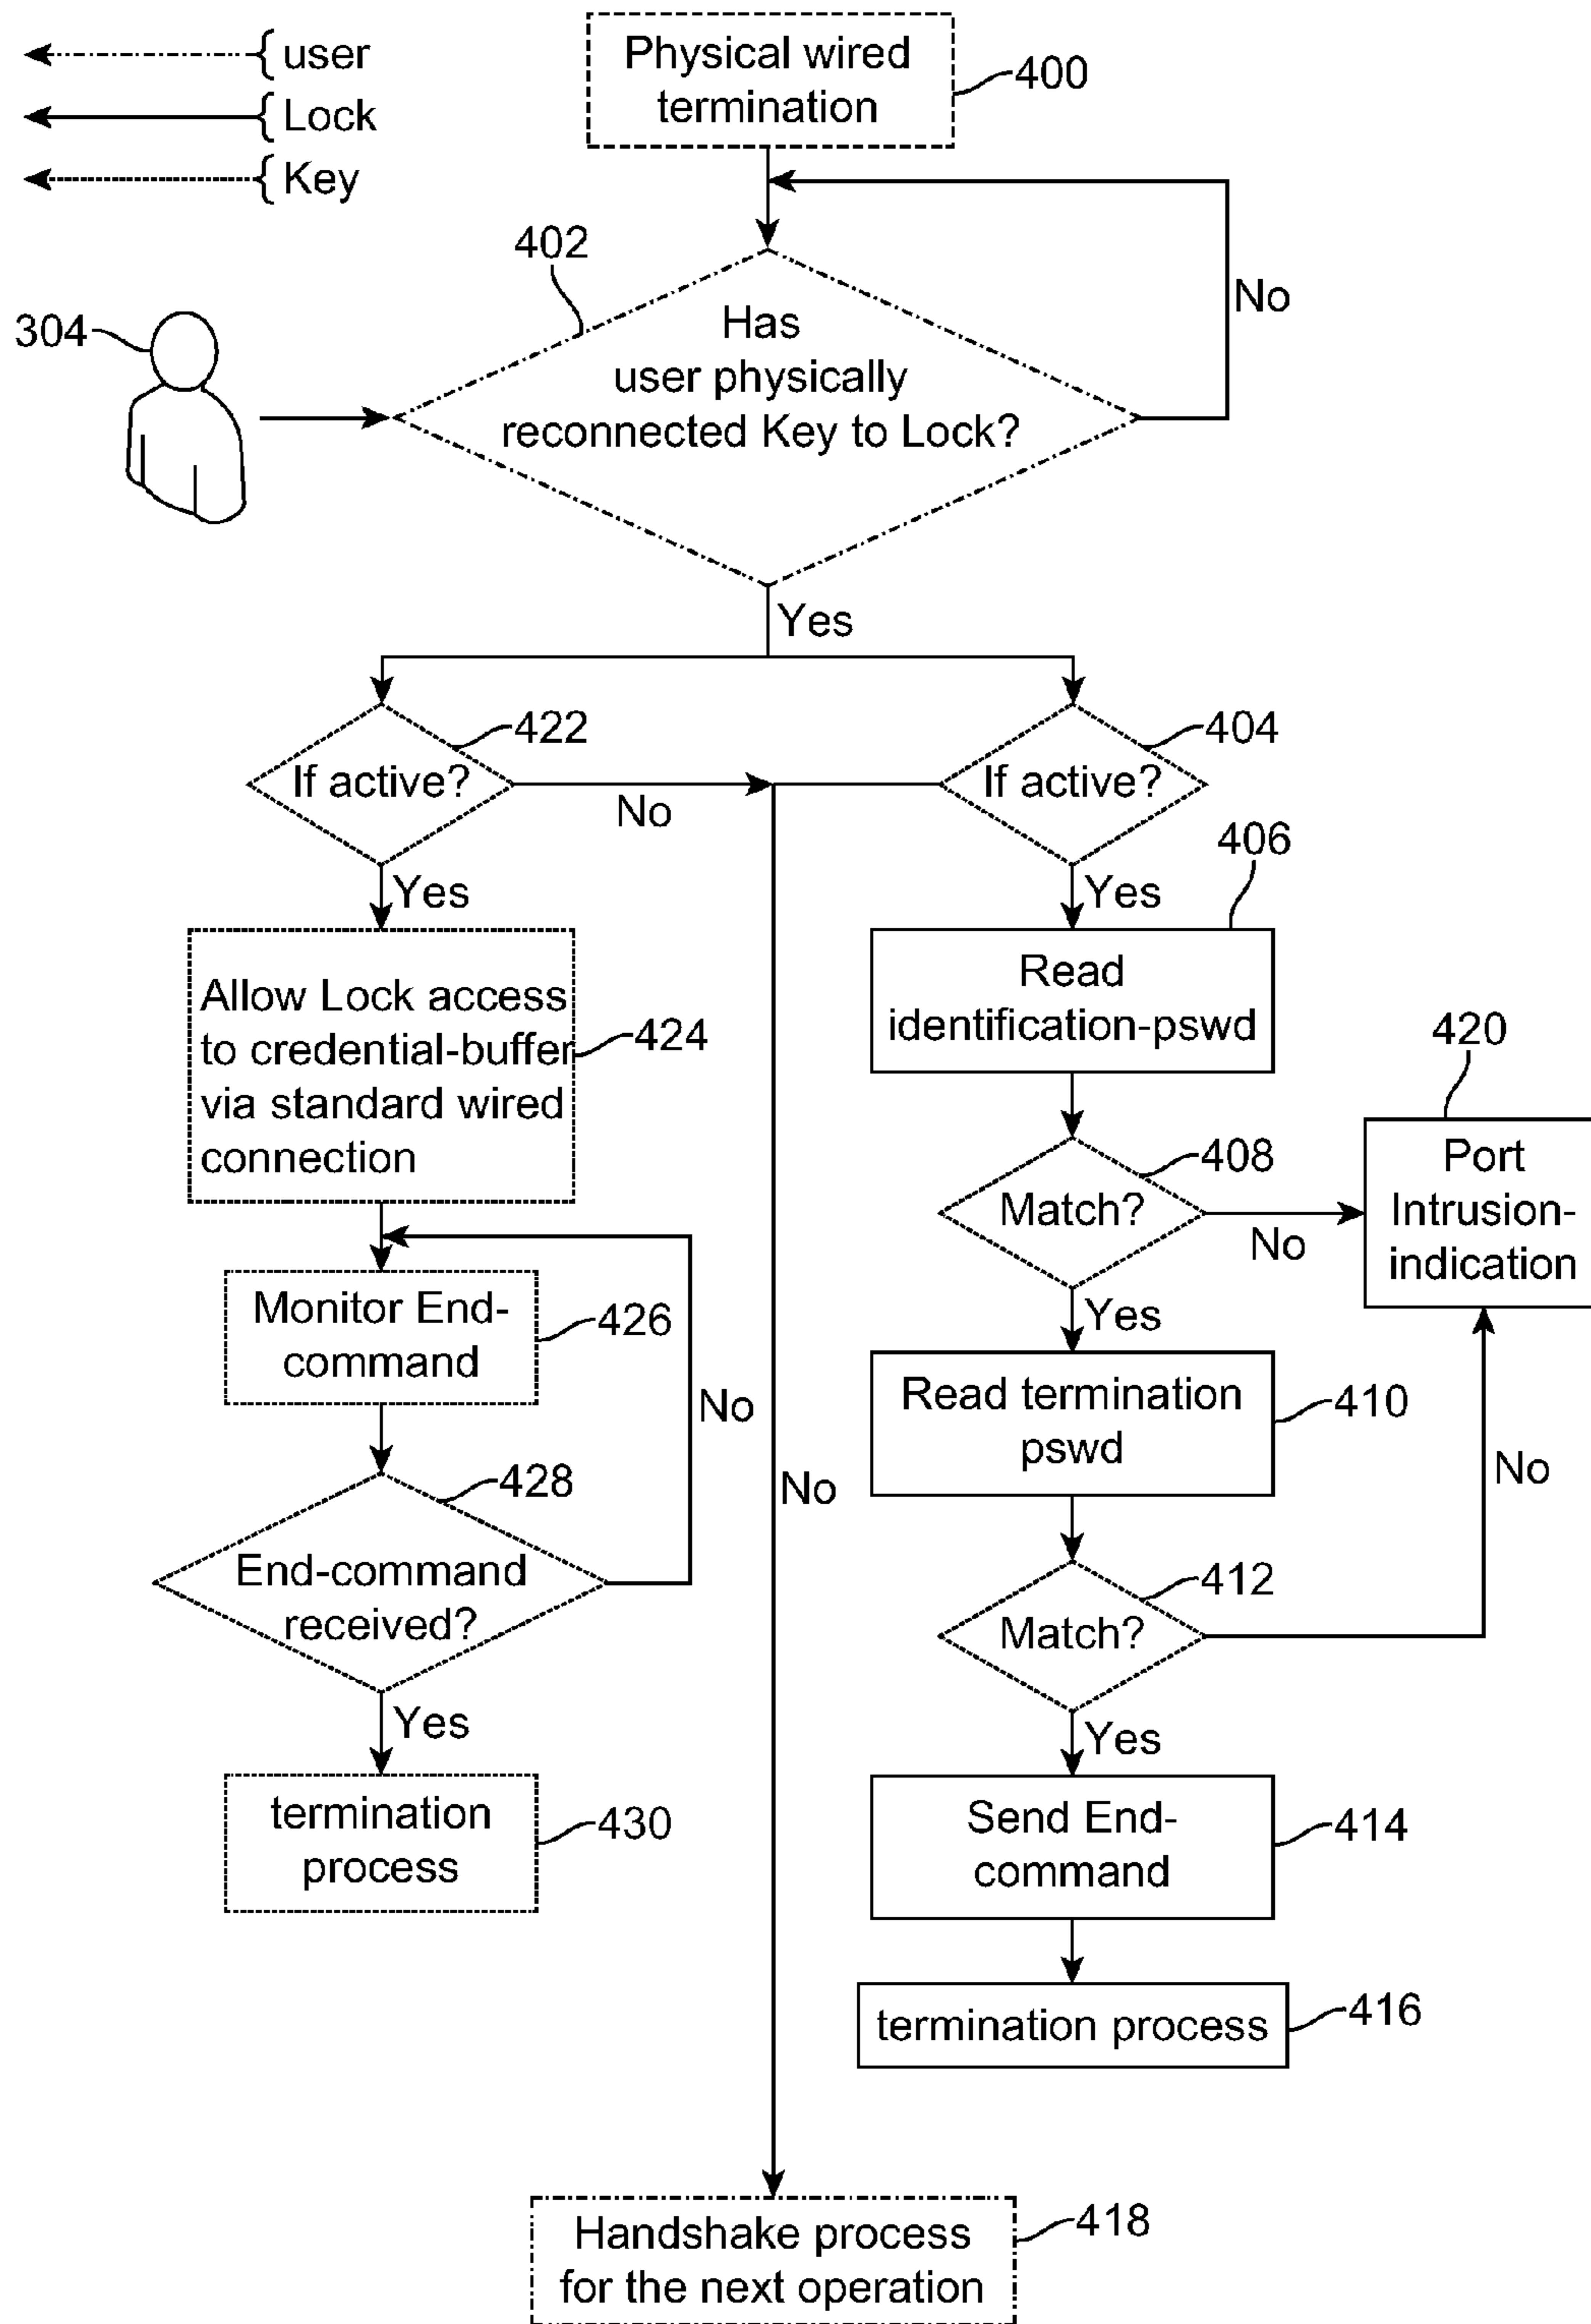 user
Lock
Key
Physical wired
termination
400
402
304
Has
user physically
reconnected Key to Lock?
No
Yes
422
If active?
No
404
If active?
Yes
Yes
406
Allow Lock access
to credential-buffer
via standard wired
connection
424
Read
identification-pswd
420
Port
Intrusion-
indication
408
Match?
No
Yes
Monitor End-
command
426
No
Read termination
pswd
410
No
No
428
End-command
received?
412
Match?
Yes
Yes
termination
process
430
Send End-
command
414
termination process
416
Handshake process
for the next operation
418